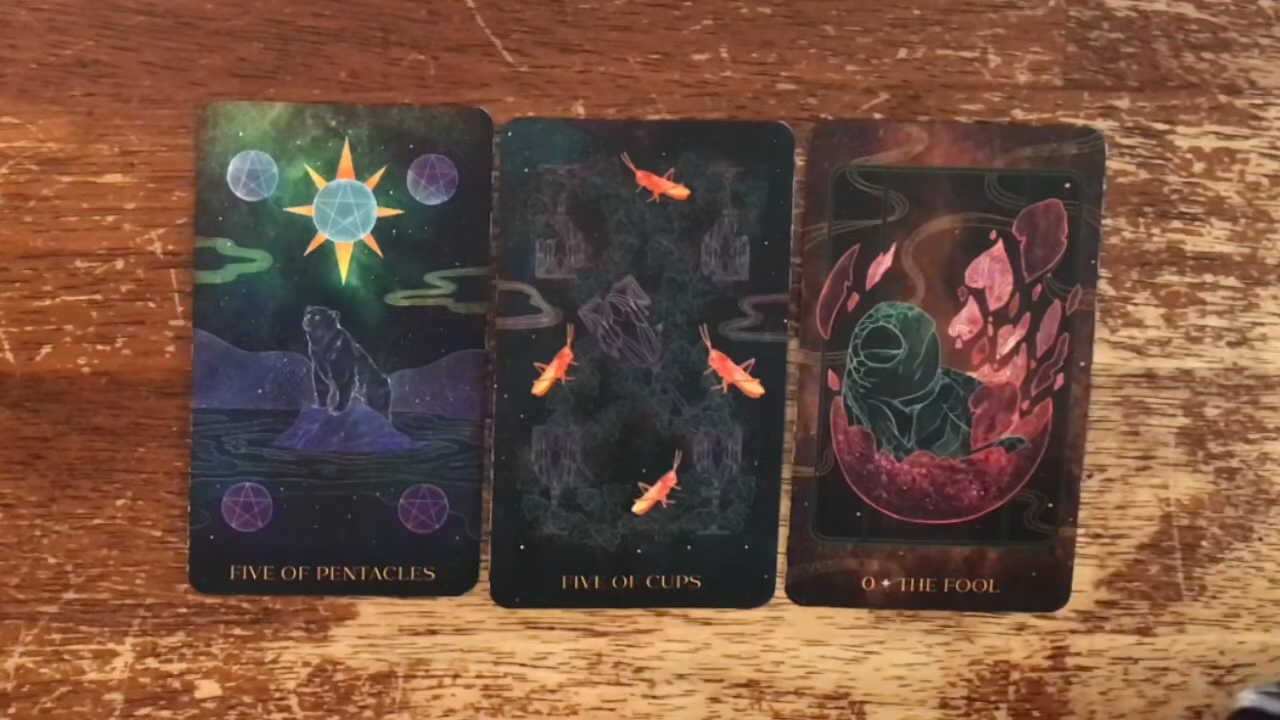 FIVE OF PENTACLES
FIVE OF CUPS
0 ✦ THE FOOL